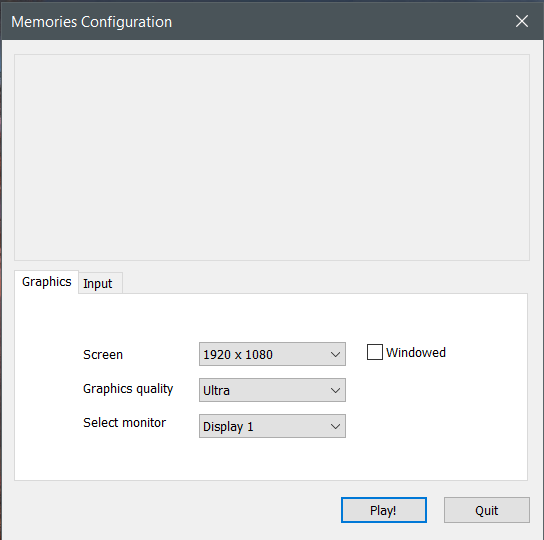 Memories Configuration
Graphics
Input
Screen
1920 x 1080
Windowed
Graphics quality
Ultra
Select monitor
Display 1
Play!
Quit